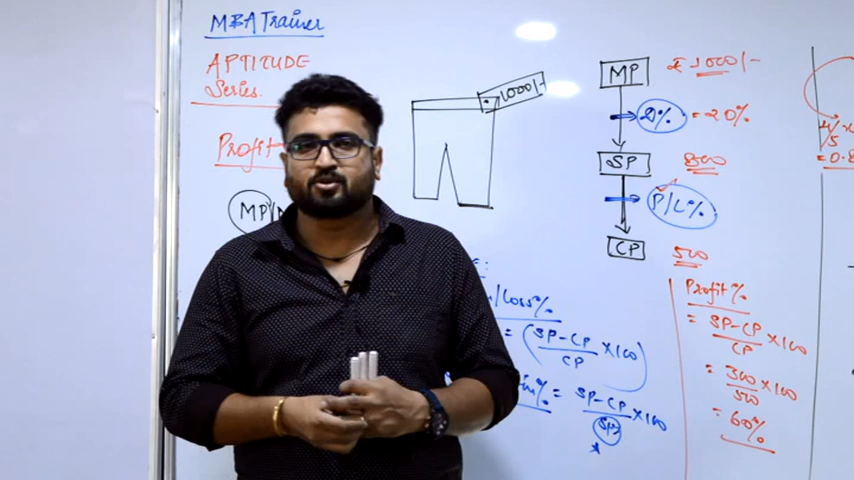 MBA Trainer
APTITUDE
Series.
Profit
MP
1000/-
MP ₹ 1000/-
D% = 20%
SP 800
P/L%
CP 500
/Loss%
= (SP-CP/CP × 100)
in% = SP-CP/SP × 100
Profit%
= SP-CP/CP × 100
= 300/500 × 100
= 60%